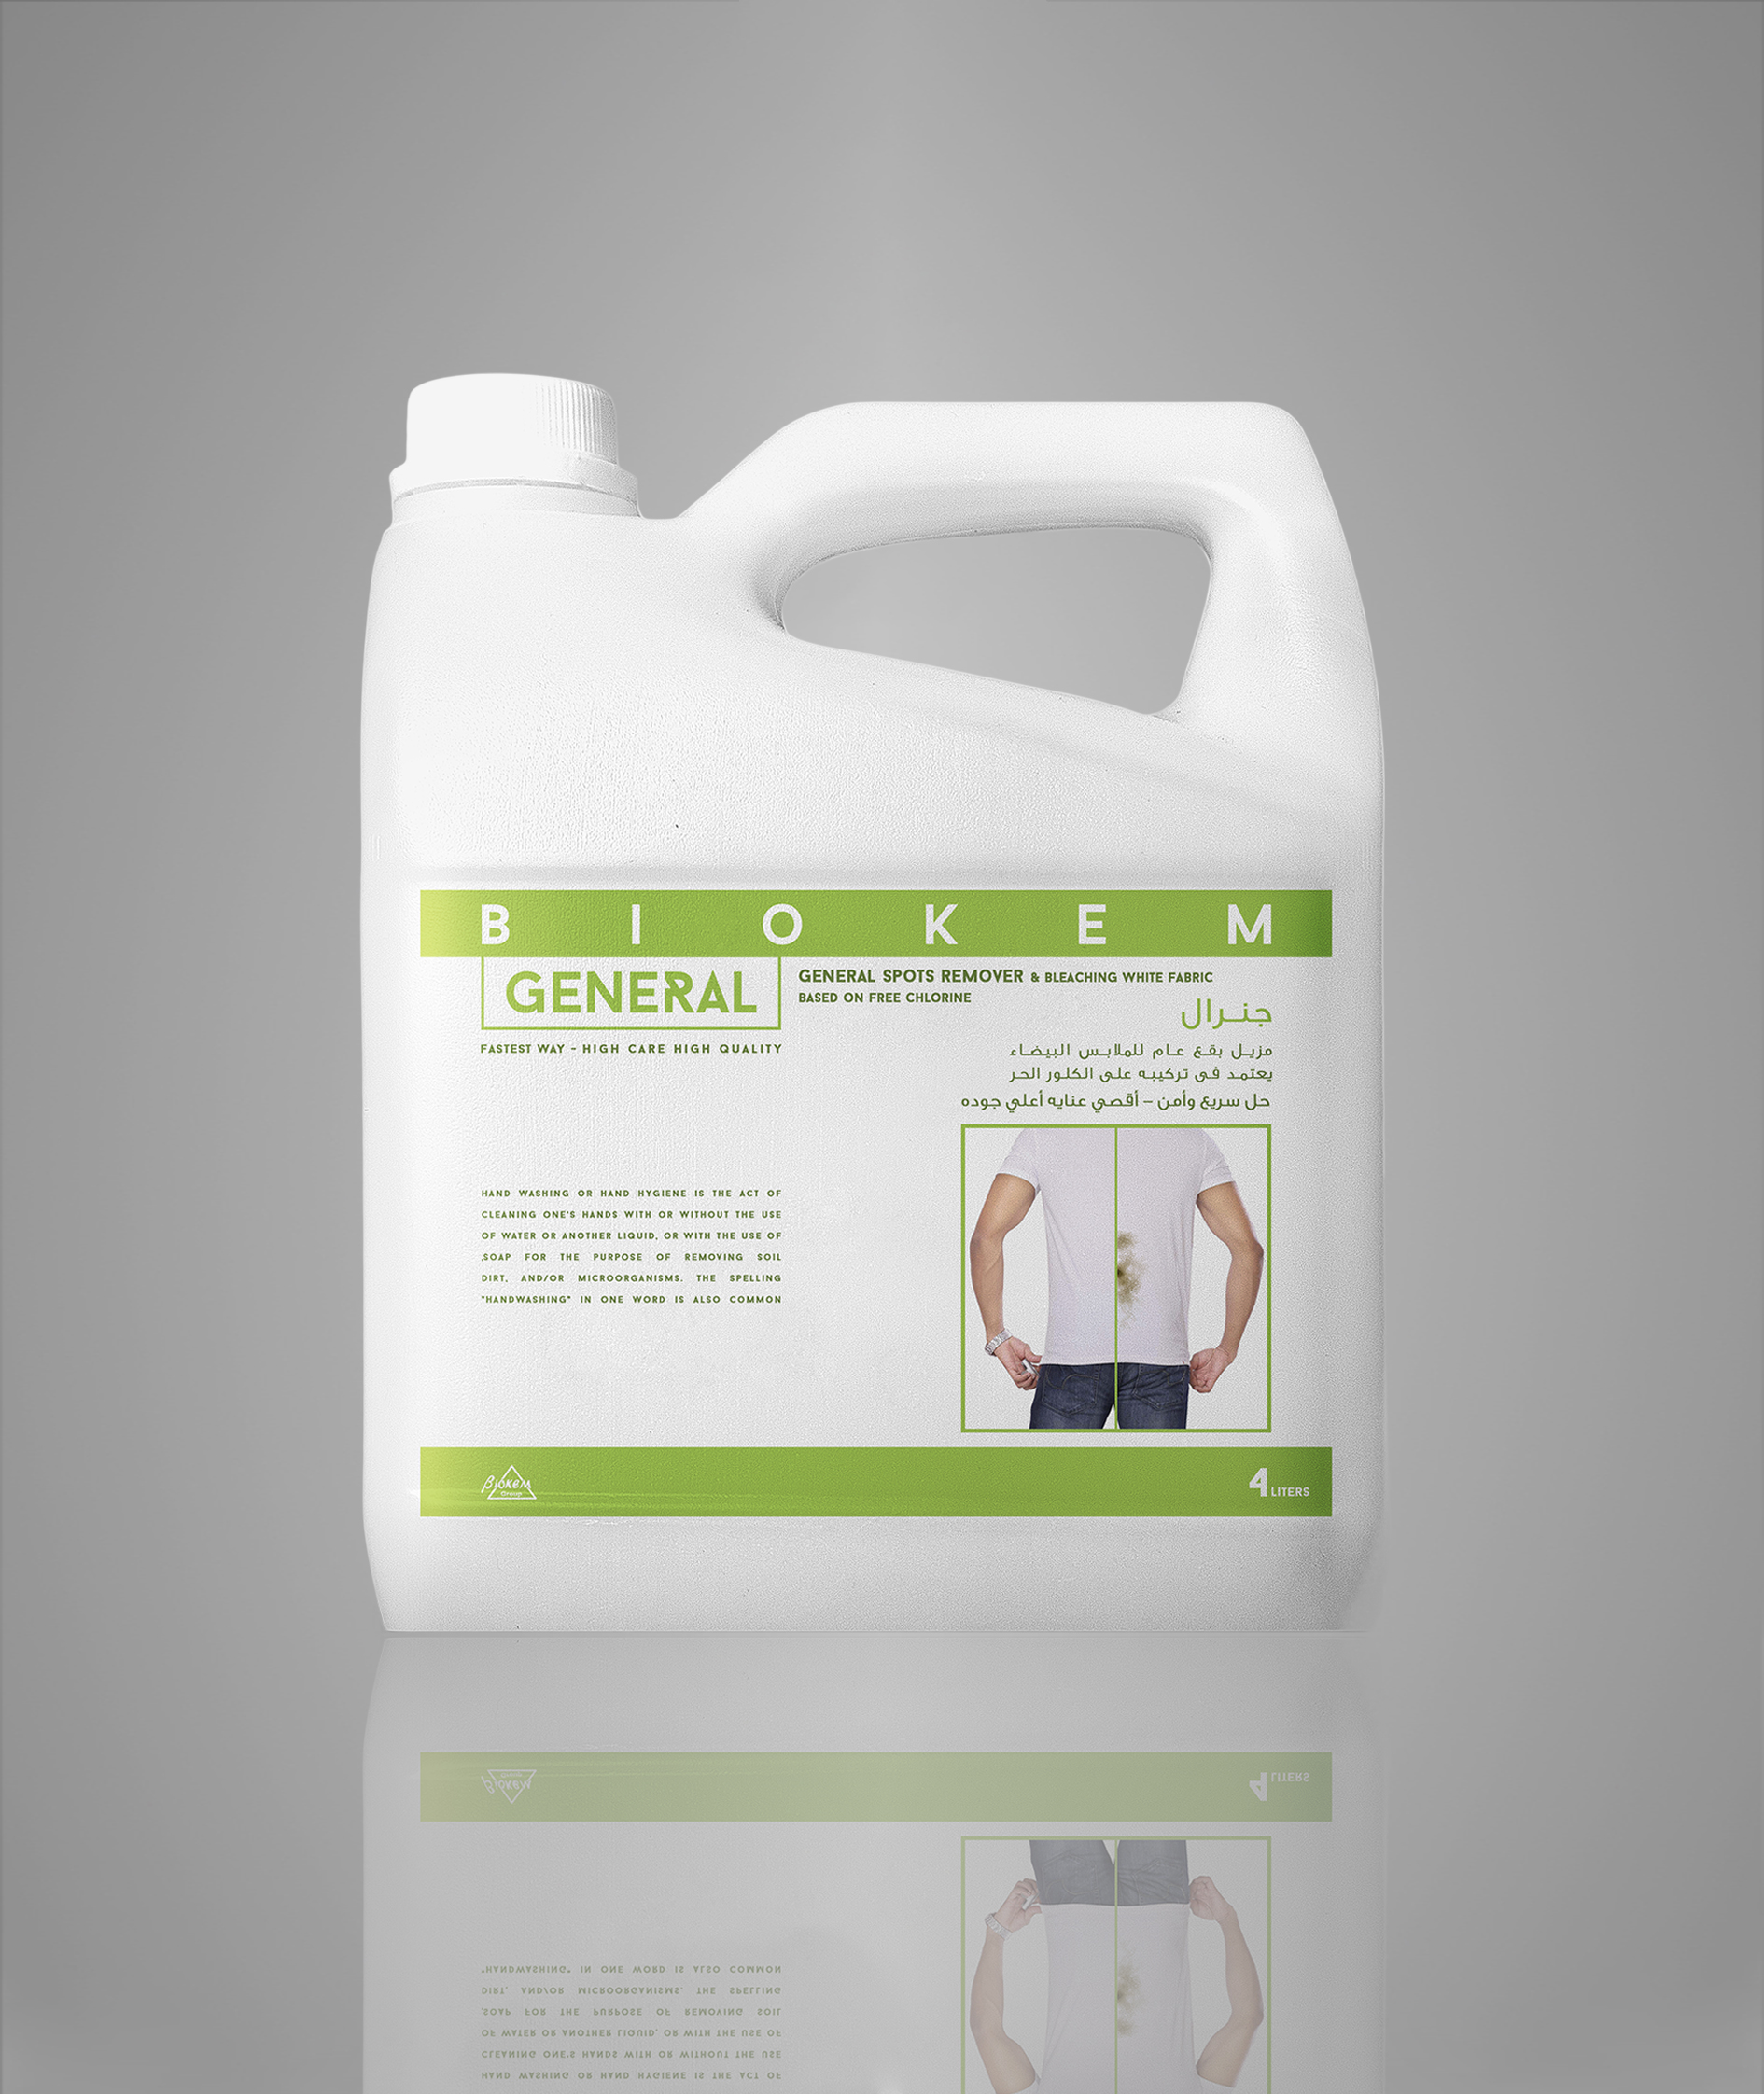 BIOKEM
GENERAL
GENERAL SPOTS REMOVER & BLEACHING WHITE FABRIC
BASED ON FREE CHLORINE
جنـرال
FASTEST WAY - HIGH CARE HIGH QUALITY
مزيـل بقـع عـام للملابـس البيضـاء
يعتمـد فى تركيبـه على الكلـور الحـر
حل سريع وأمن – أقصي عنايه أعلي جوده
HAND WASHING OR HAND HYGIENE IS THE ACT OF
CLEANING ONE'S HANDS WITH OR WITHOUT THE USE
OF WATER OR ANOTHER LIQUID, OR WITH THE USE OF
,SOAP FOR THE PURPOSE OF REMOVING SOIL
DIRT, AND/OR MICROORGANISMS. THE SPELLING
"HANDWASHING" IN ONE WORD IS ALSO COMMON
Biokem
Group
4 LITERS